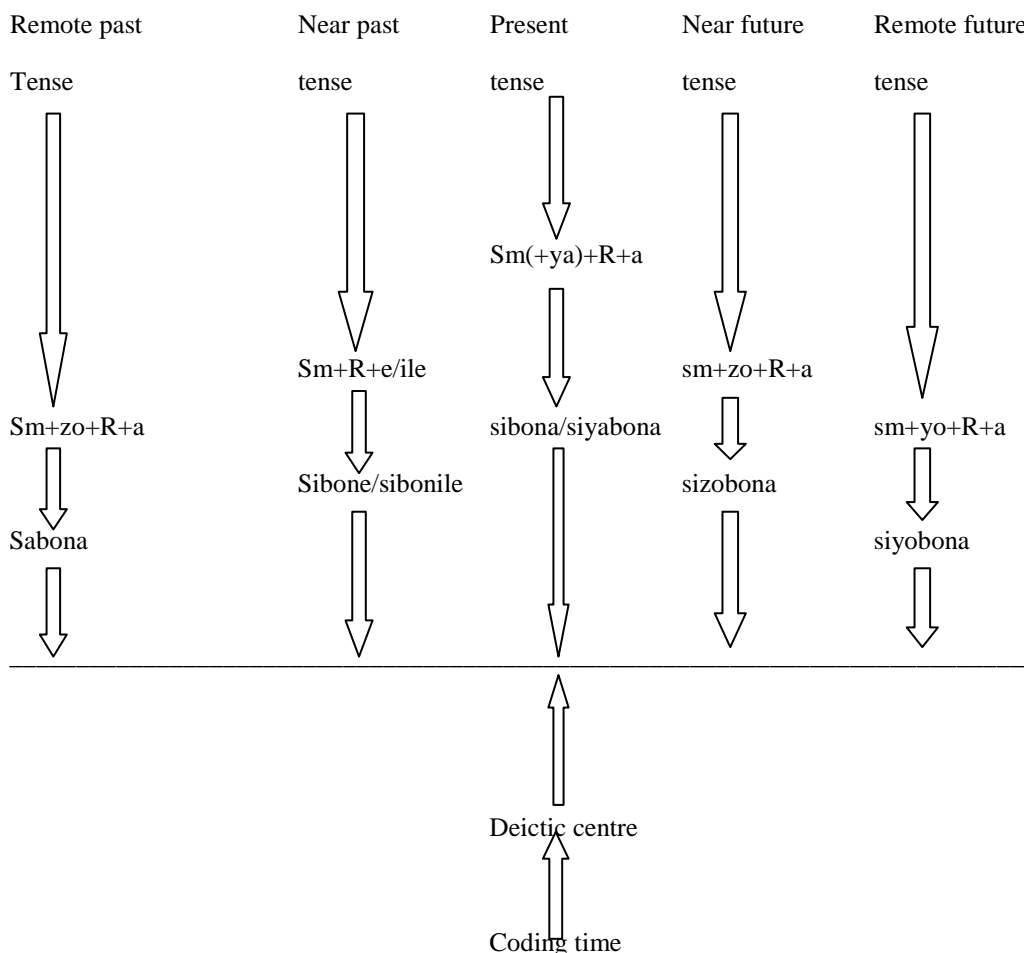 Remote past Near past Present Near future Remote future
Tense tense tense tense tense
Sm(+ya)+R+a
Sm+R+e/ile sm+zo+R+a
Sm+zo+R+a sibona/siyabona sm+yo+R+a
Sibone/sibonile sizobona
Sabona siyobona
Deictic centre
Coding time